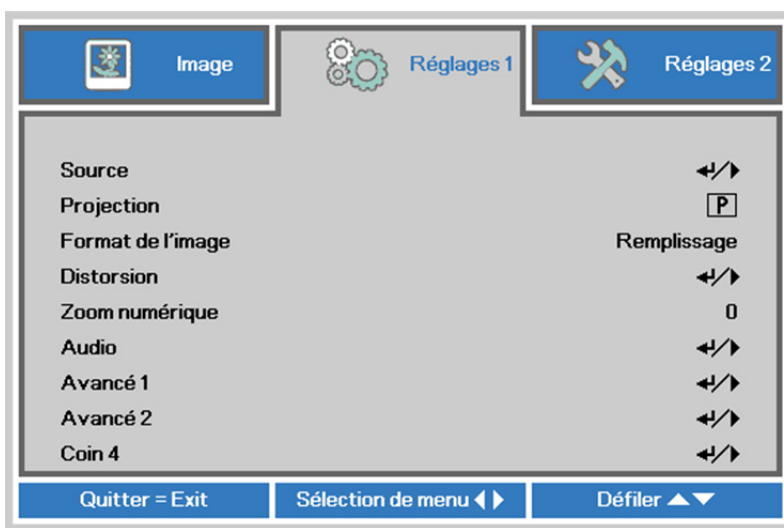 Image
Réglages 1
Réglages 2
Source ↵/▶
Projection P
Format de l'image Remplissage
Distorsion ↵/▶
Zoom numérique 0
Audio ↵/▶
Avancé 1 ↵/▶
Avancé 2 ↵/▶
Coin 4 ↵/▶
Quitter = Exit
Sélection de menu ◀▶
Défiler ▲▼